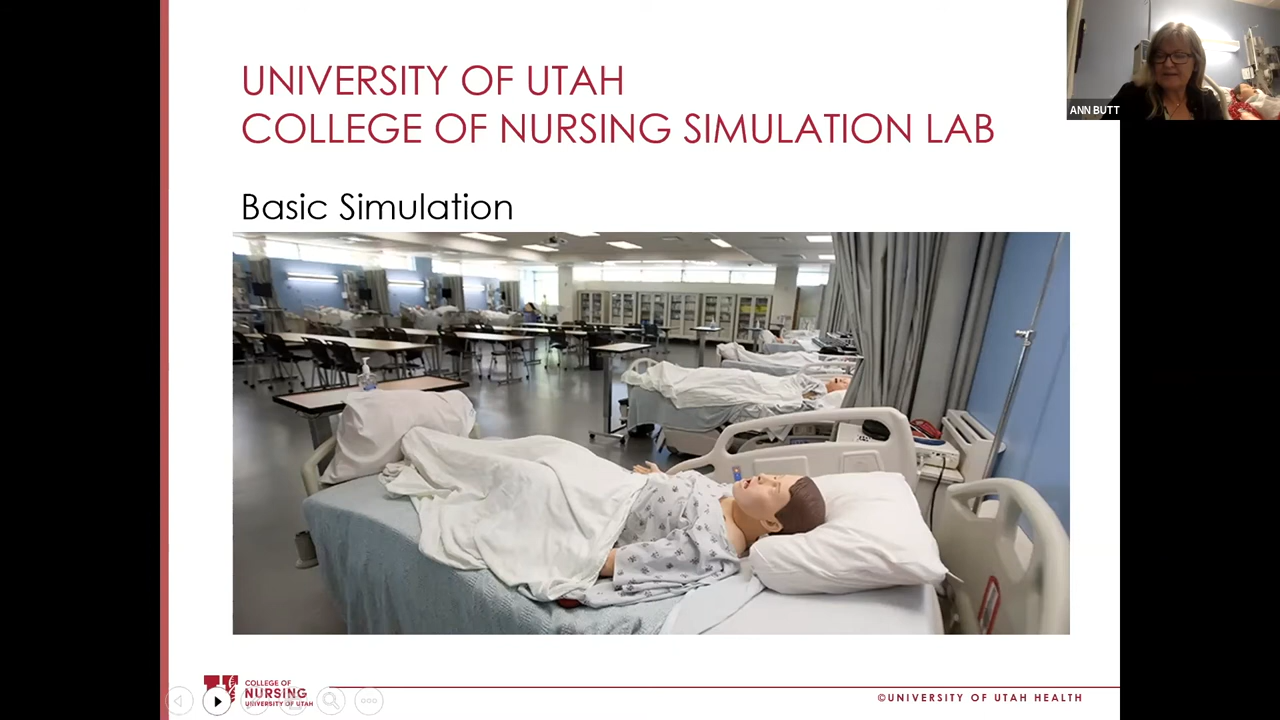 UNIVERSITY OF UTAH
COLLEGE OF NURSING SIMULATION LAB
ANN BUTT
Basic Simulation
COLLEGE OF
NURSING
UNIVERSITY OF UTAH
©UNIVERSITY OF UTAH HEALTH